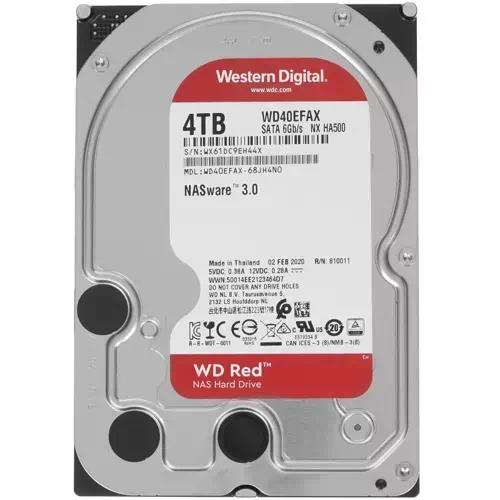 Western Digital®
www.wdc.com
4TB WD40EFAX
SATA 6Gb/s NX HA500
S/N: WX61DC9EH44X
MDL: WD40EFAX-68JH4N0
NASware™ 3.0
Made in Thailand 02 FEB 2020 R/N: 810011
5VDC: 0.38A 12VDC: 0.28A
WWN: 50014EE2123464D7
DO NOT COVER ANY DRIVE HOLES
WD NL B.V. Taurusavenue 5,
2132 LS Hoofddorp NL
R-R-WDT-0011
CAN ICES-3 (B)/NMB-3(B)
WD Red™
NAS Hard Drive